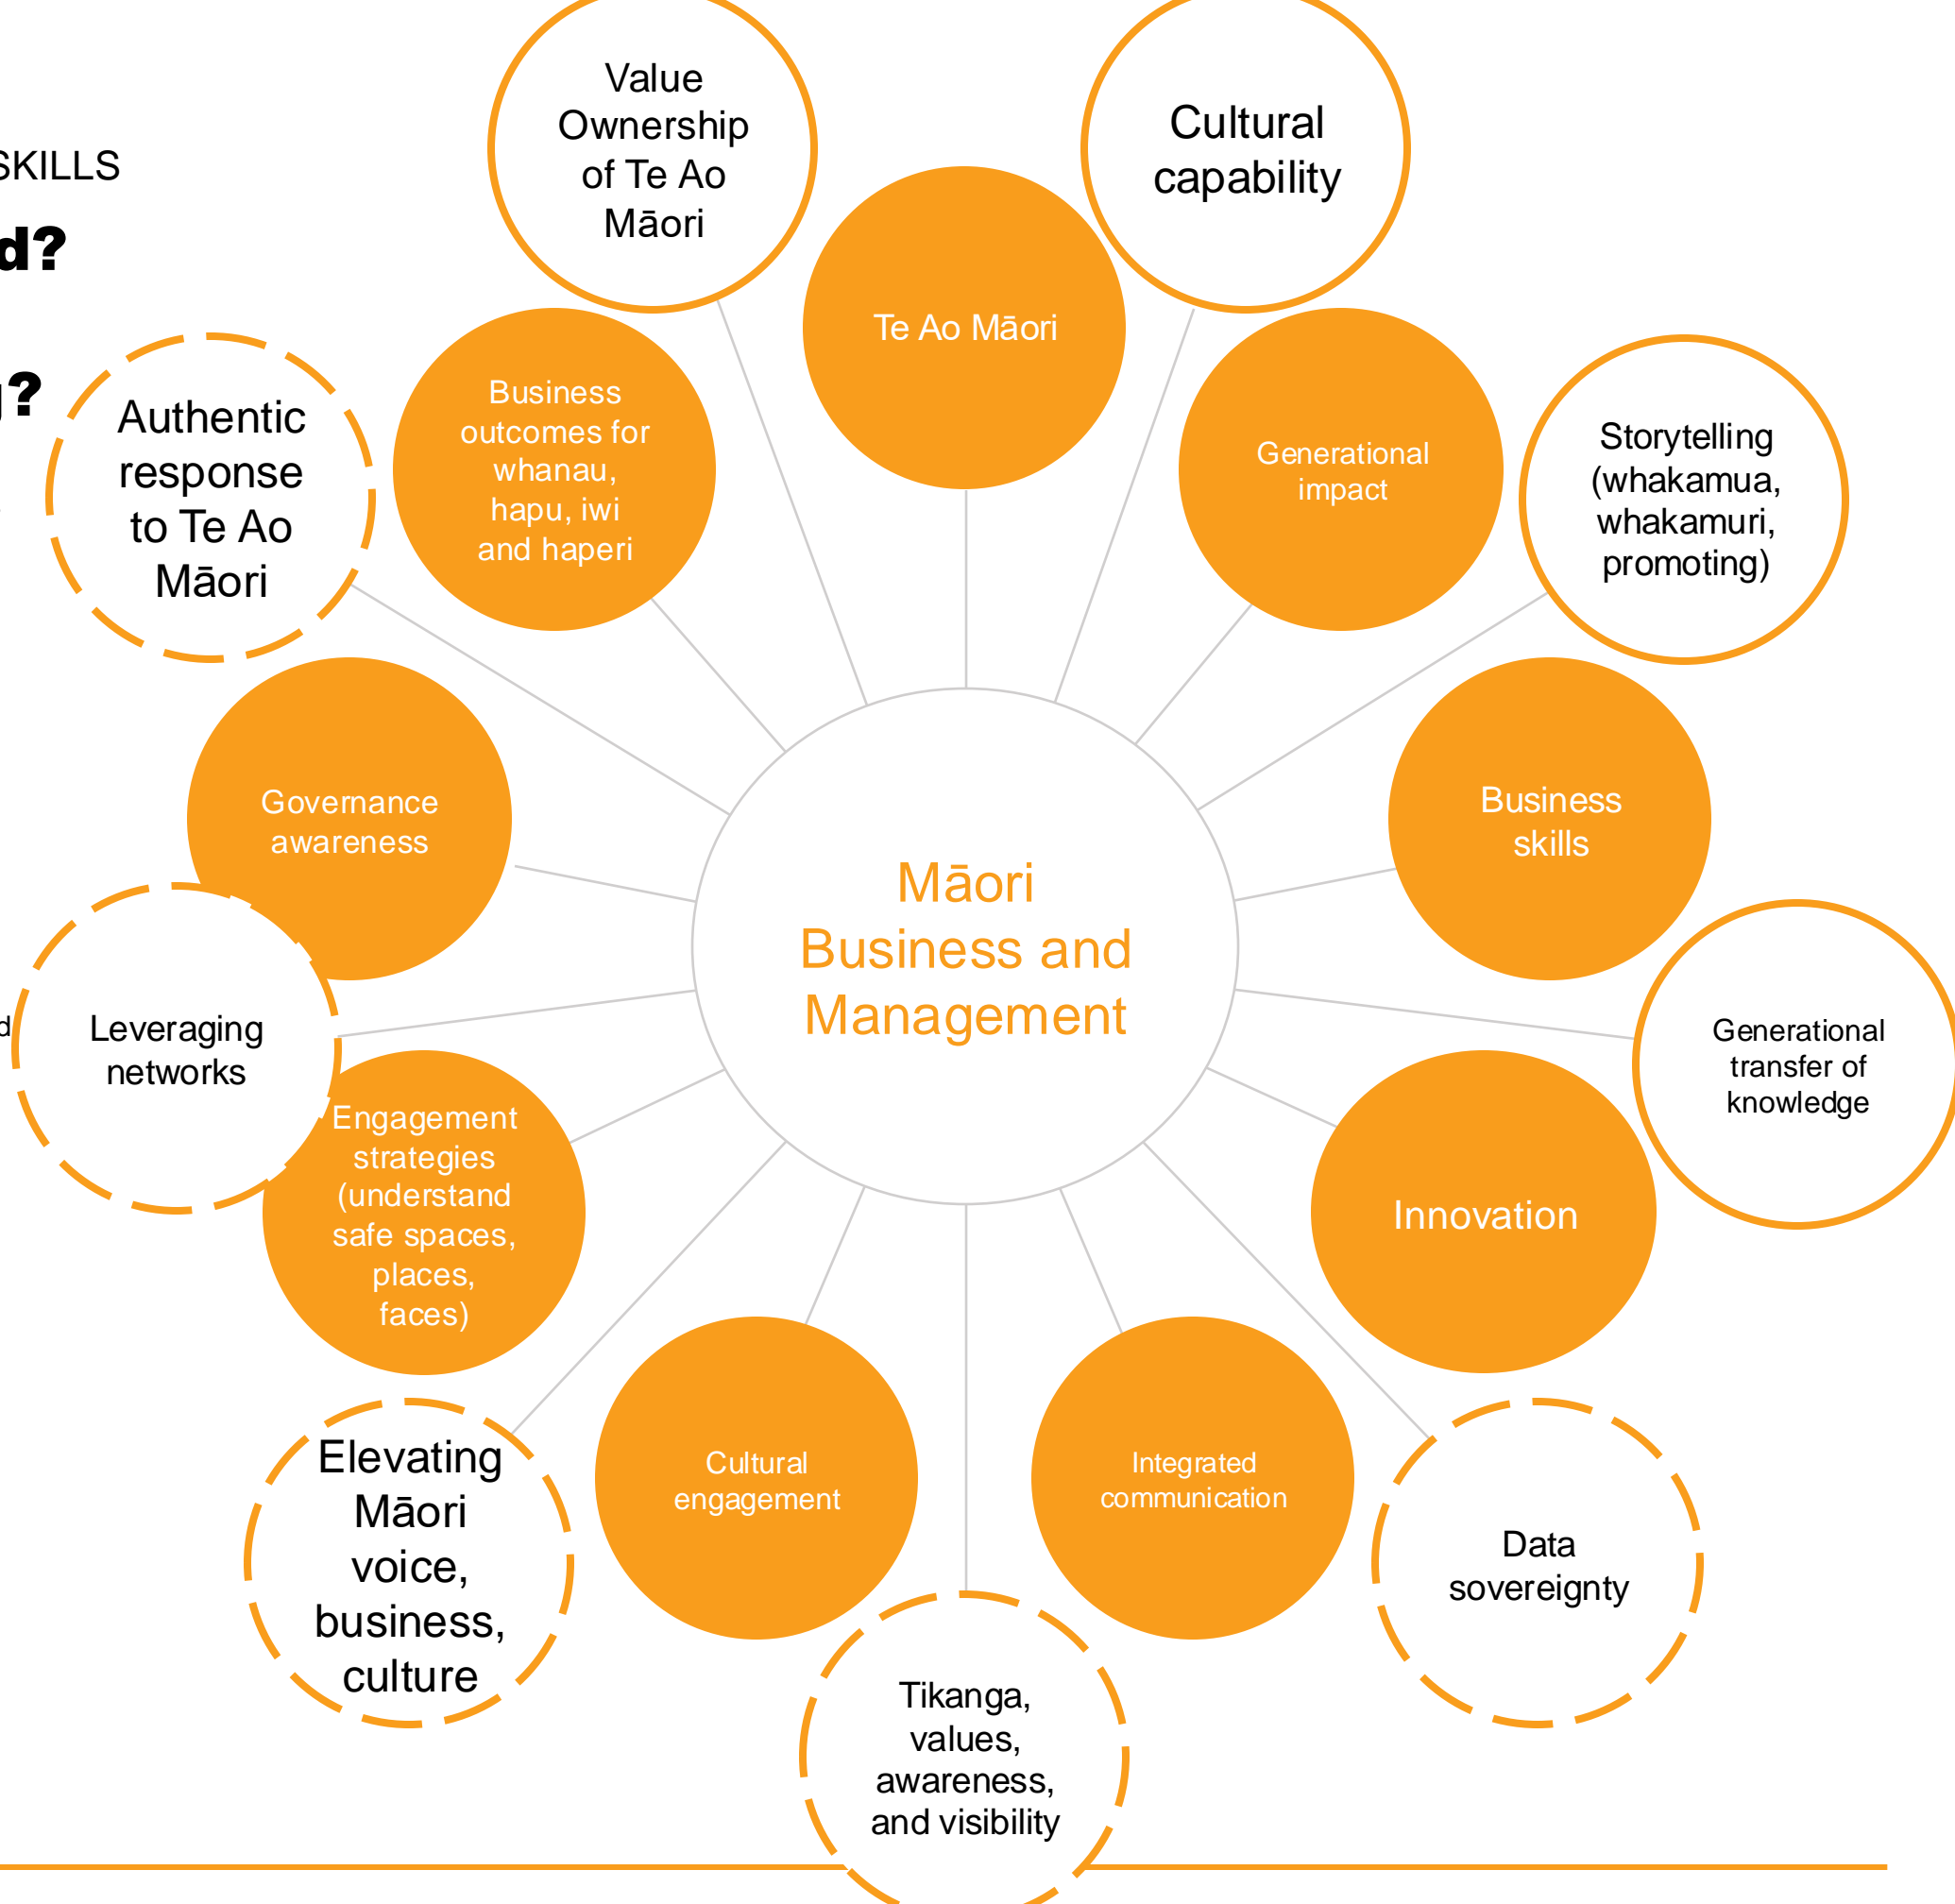 SKILLS
d?
?
Value
Ownership
of Te Ao
Māori
Cultural
capability
Te Ao Māori
Authentic
response
to Te Ao
Māori
Business
outcomes for
whanau,
hapu, iwi
and haperi
Generational
impact
Storytelling
(whakamua,
whakamuri,
promoting)
Governance
awareness
Business
skills
Māori
Business and
Management
d
Leveraging
networks
Generational
transfer of
knowledge
Engagement
strategies
(understand
safe spaces,
places,
faces)
Innovation
Elevating
Māori
voice,
business,
culture
Cultural
engagement
Integrated
communication
Data
sovereignty
Tikanga,
values,
awareness,
and visibility